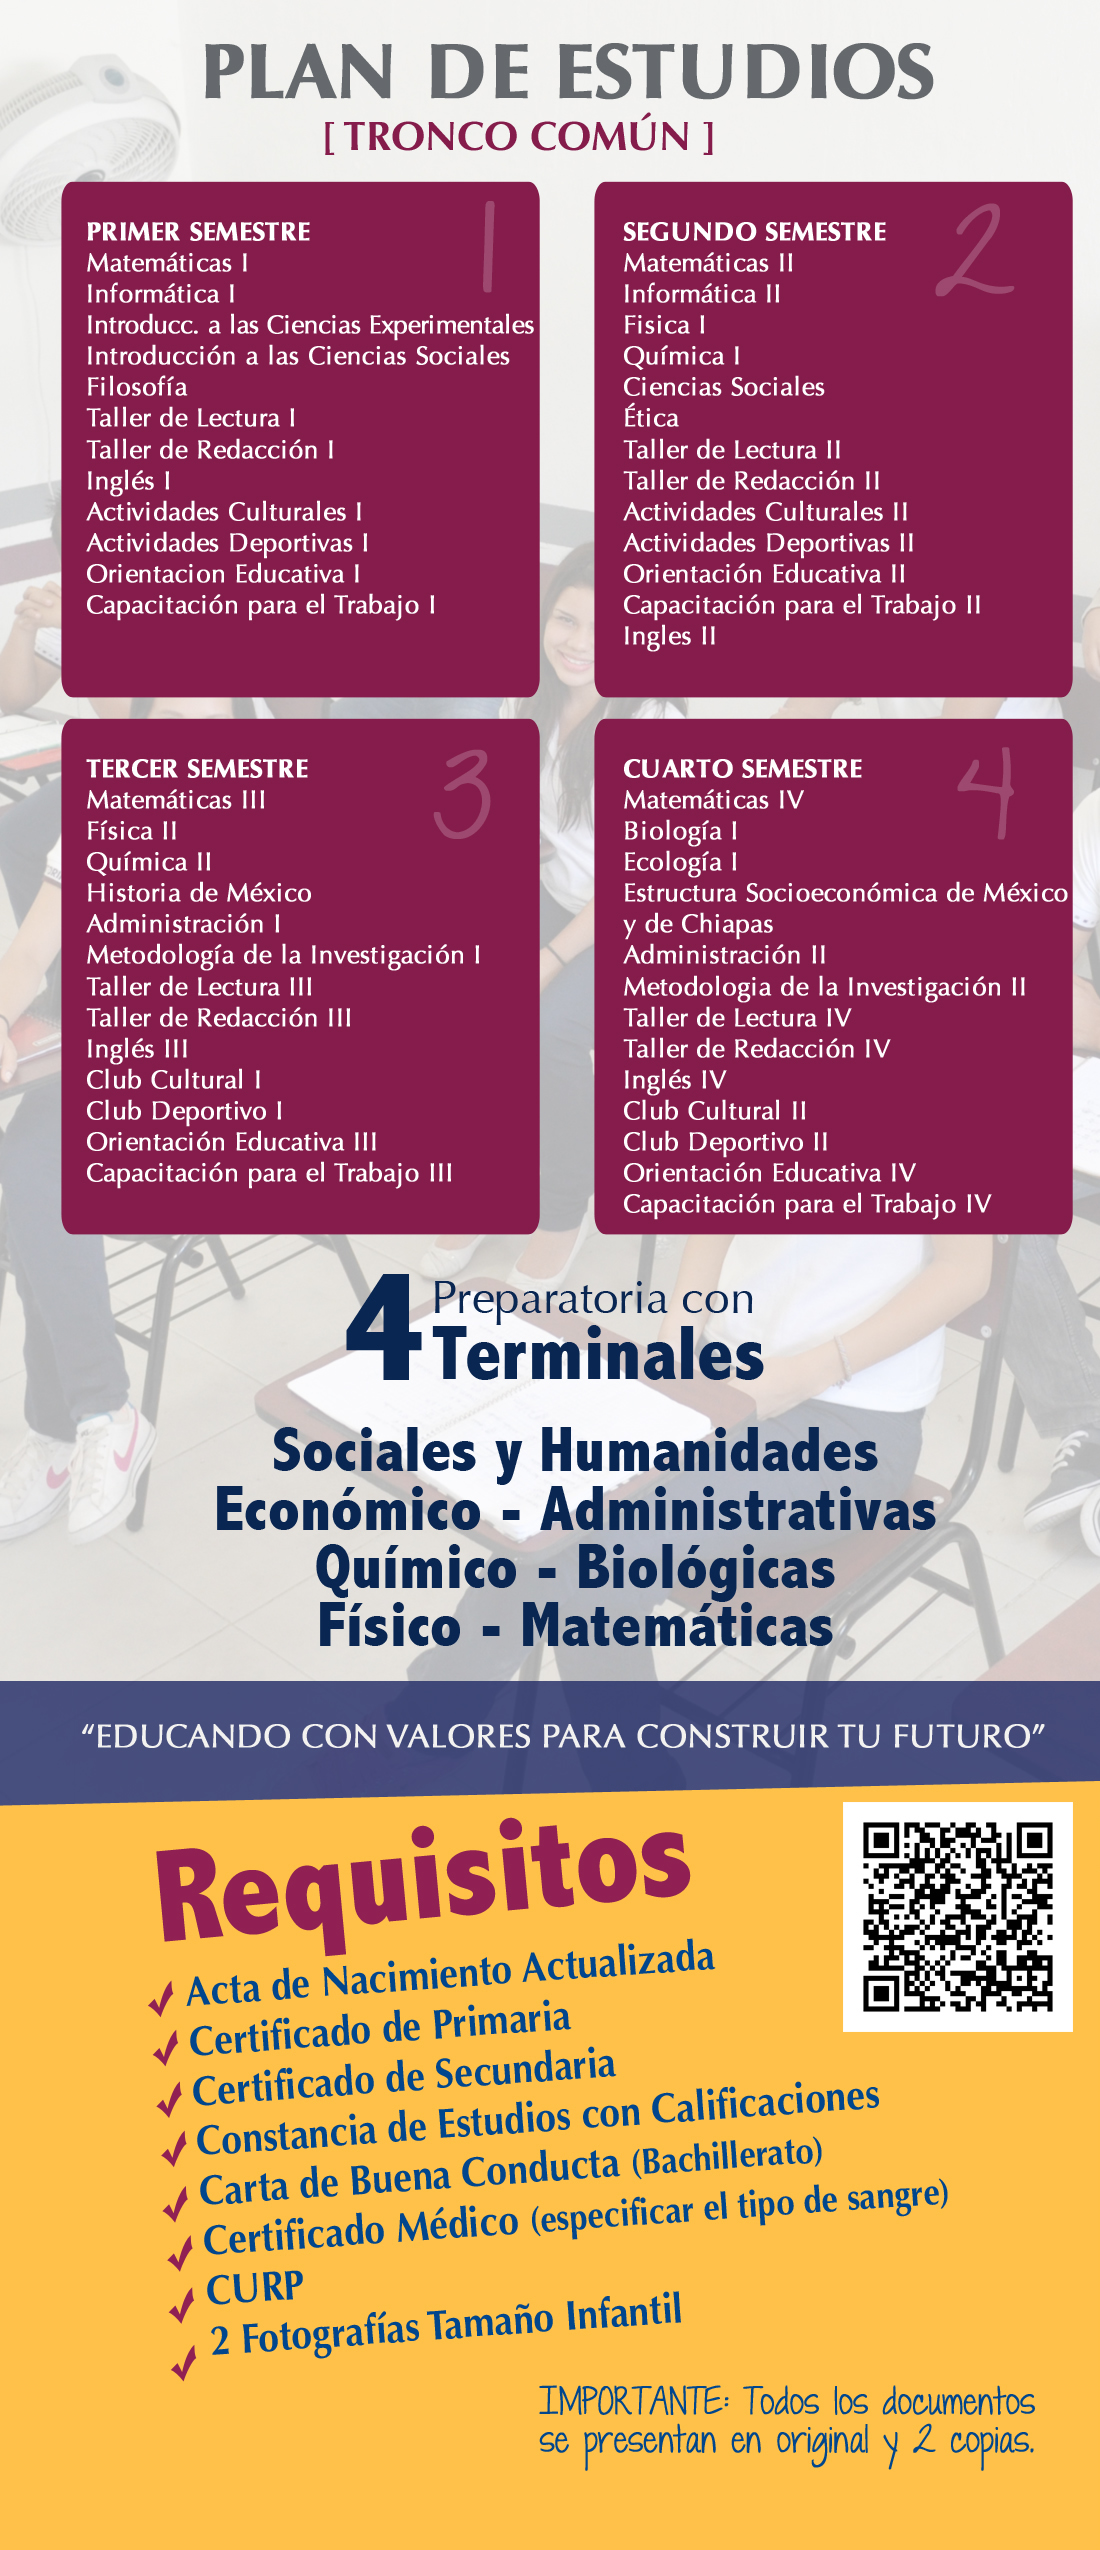 PLAN DE ESTUDIOS
[ TRONCO COMÚN ]
1
PRIMER SEMESTRE
Matemáticas I
Informática I
Introducc. a las Ciencias Experimentales
Introducción a las Ciencias Sociales
Filosofía
Taller de Lectura I
Taller de Redacción I
Inglés I
Actividades Culturales I
Actividades Deportivas I
Orientacion Educativa I
Capacitación para el Trabajo I
2
SEGUNDO SEMESTRE
Matemáticas II
Informática II
Fisica I
Química I
Ciencias Sociales
Ética
Taller de Lectura II
Taller de Redacción II
Actividades Culturales II
Actividades Deportivas II
Orientación Educativa II
Capacitación para el Trabajo II
Ingles II
3
TERCER SEMESTRE
Matemáticas III
Física II
Química II
Historia de México
Administración I
Metodología de la Investigación I
Taller de Lectura III
Taller de Redacción III
Inglés III
Club Cultural I
Club Deportivo I
Orientación Educativa III
Capacitación para el Trabajo III
4
CUARTO SEMESTRE
Matemáticas IV
Biología I
Ecología I
Estructura Socioeconómica de México
y de Chiapas
Administración II
Metodologia de la Investigación II
Taller de Lectura IV
Taller de Redacción IV
Inglés IV
Club Cultural II
Club Deportivo II
Orientación Educativa IV
Capacitación para el Trabajo IV
Preparatoria con
4 Terminales
Sociales y Humanidades
Económico - Administrativas
Químico - Biológicas
Físico - Matemáticas
“EDUCANDO CON VALORES PARA CONSTRUIR TU FUTURO”
Requisitos
Acta de Nacimiento Actualizada
Certificado de Primaria
Certificado de Secundaria
Constancia de Estudios con Calificaciones
Carta de Buena Conducta (Bachillerato)
Certificado Médico (especificar el tipo de sangre)
CURP
2 Fotografías Tamaño Infantil
IMPORTANTE: Todos los documentos
se presentan en original y 2 copias.